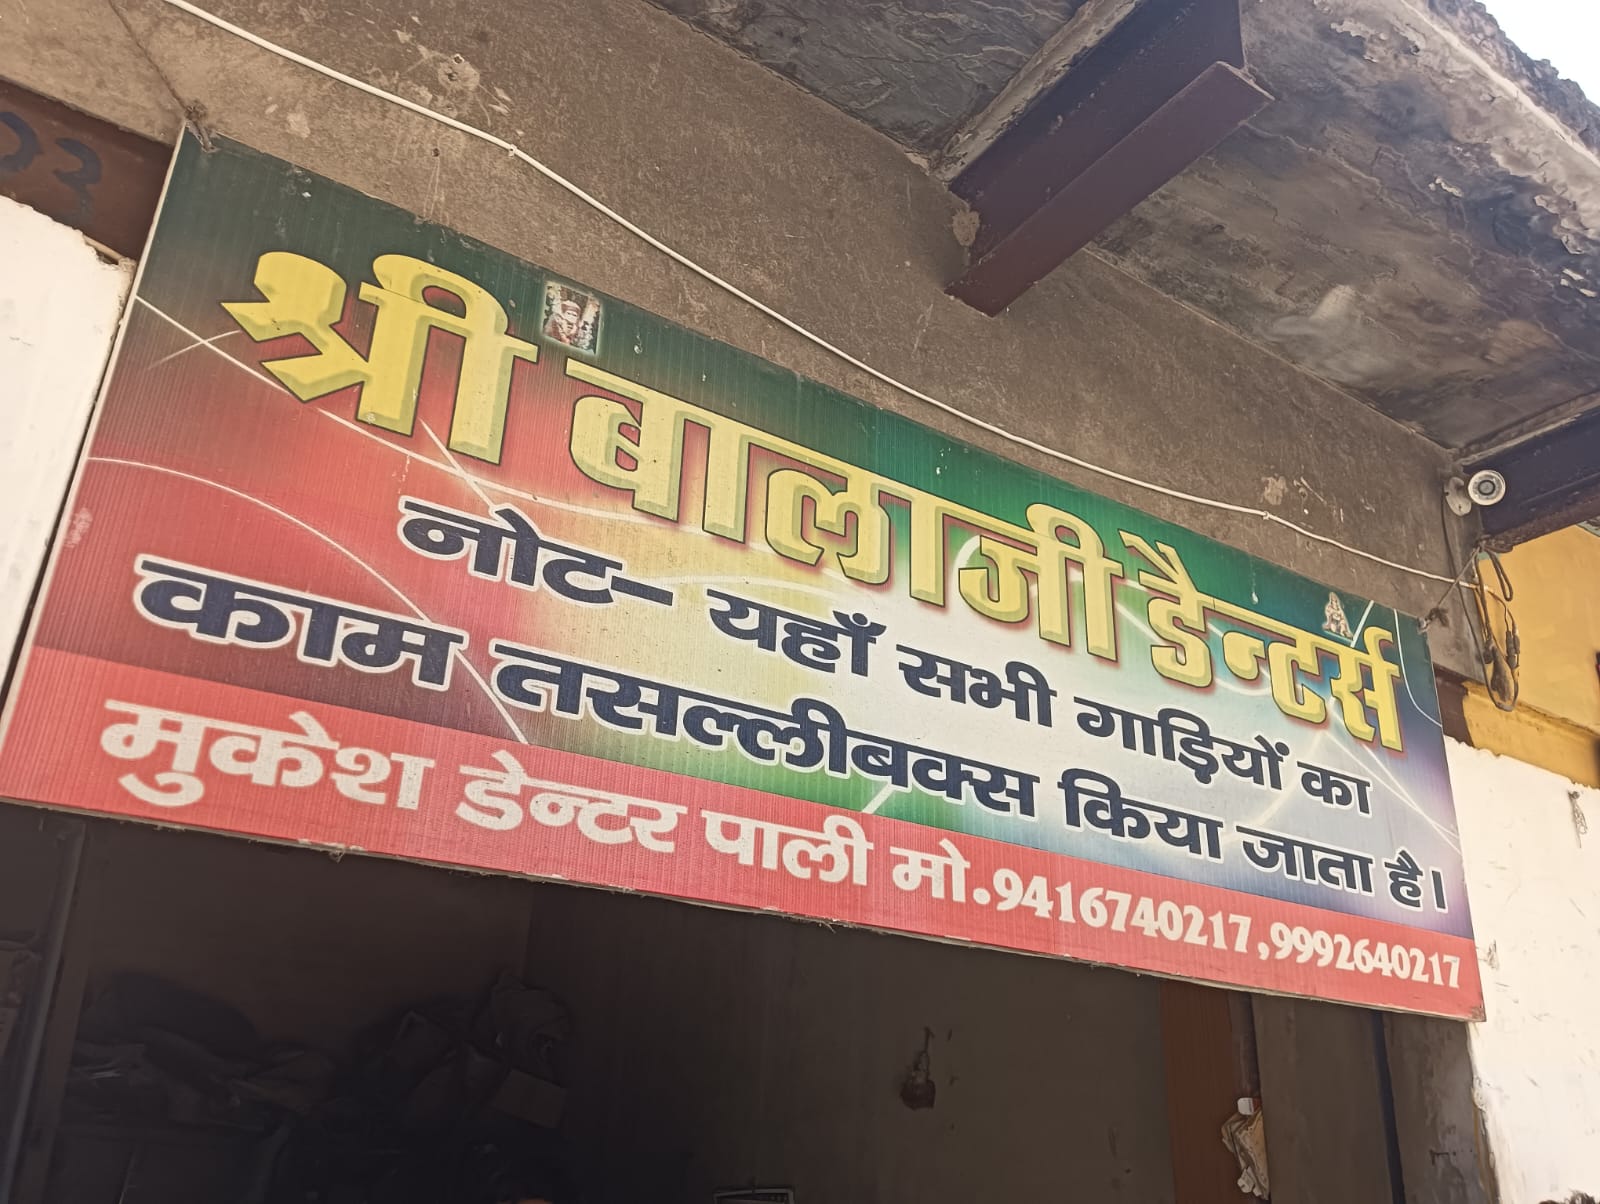 श्री बालाजी डैन्टर्स
नोट- यहाँ सभी गाड़ियों का
काम तसल्लीबक्स किया जाता है।
मुकेश डेन्टर पाली मो.9416740217,9992640217